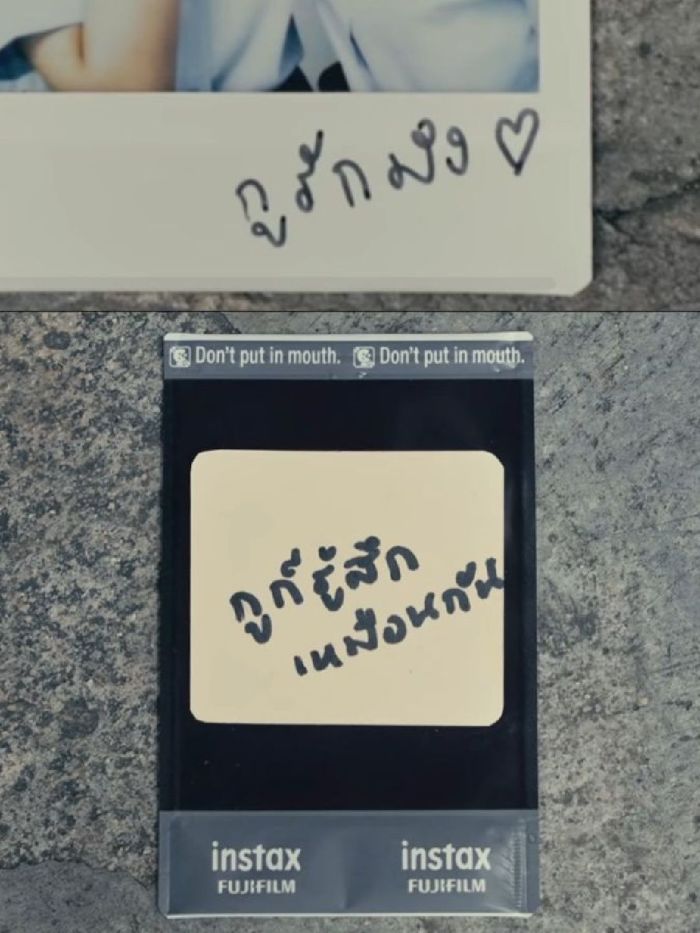 กูรักมึง ♡
Don't put in mouth. Don't put in mouth.
กูก็รู้สึก
เหมือนกัน
instax instax
FUJIFILM FUJIFILM